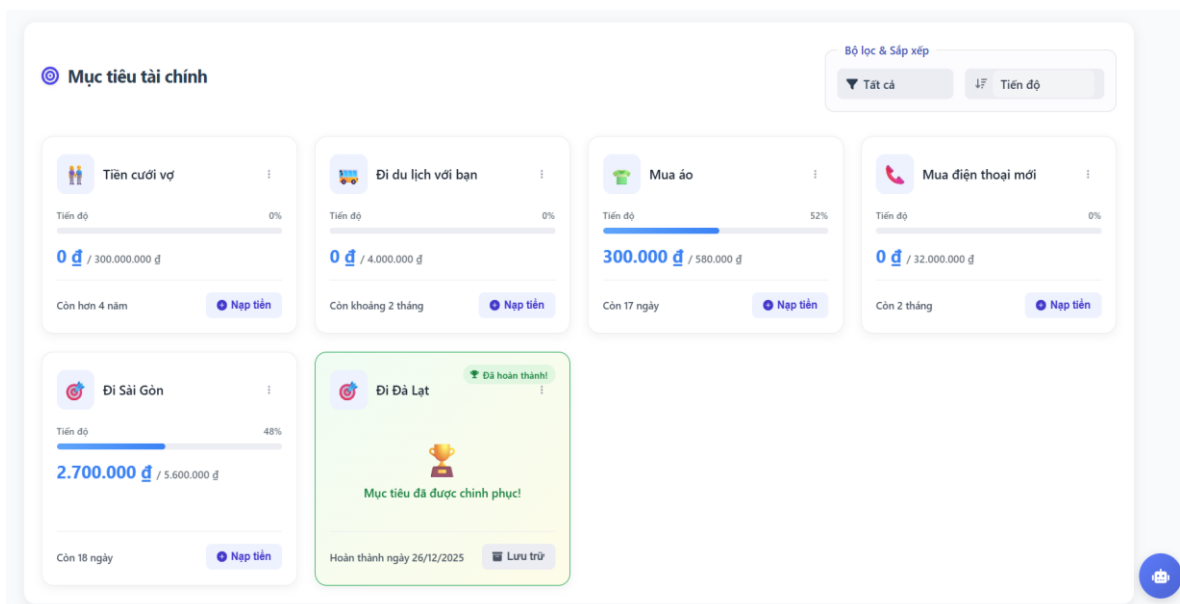 Bộ lọc & Sắp xếp
Mục tiêu tài chính
Tất cả
Tiến độ
Tiền cưới vợ
Tiến độ 0%
0 ₫ / 300.000.000 ₫
Còn hơn 4 năm
Nạp tiền
Đi du lịch với bạn
Tiến độ 0%
0 ₫ / 4.000.000 ₫
Còn khoảng 2 tháng
Nạp tiền
Mua áo
Tiến độ 52%
300.000 ₫ / 580.000 ₫
Còn 17 ngày
Nạp tiền
Mua điện thoại mới
Tiến độ 0%
0 ₫ / 32.000.000 ₫
Còn 2 tháng
Nạp tiền
Đi Sài Gòn
Tiến độ 48%
2.700.000 ₫ / 5.600.000 ₫
Còn 18 ngày
Nạp tiền
Đã hoàn thành!
Đi Đà Lạt
Mục tiêu đã được chinh phục!
Hoàn thành ngày 26/12/2025
Lưu trữ